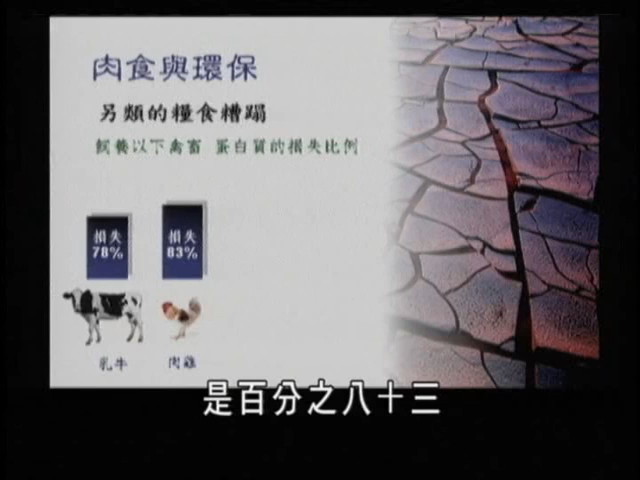 肉食與環保
另類的糧食糟蹋
飼養以下禽畜 蛋白質的損失比例
損失
78%
損失
83%
乳牛
肉雞
是百分之八十三